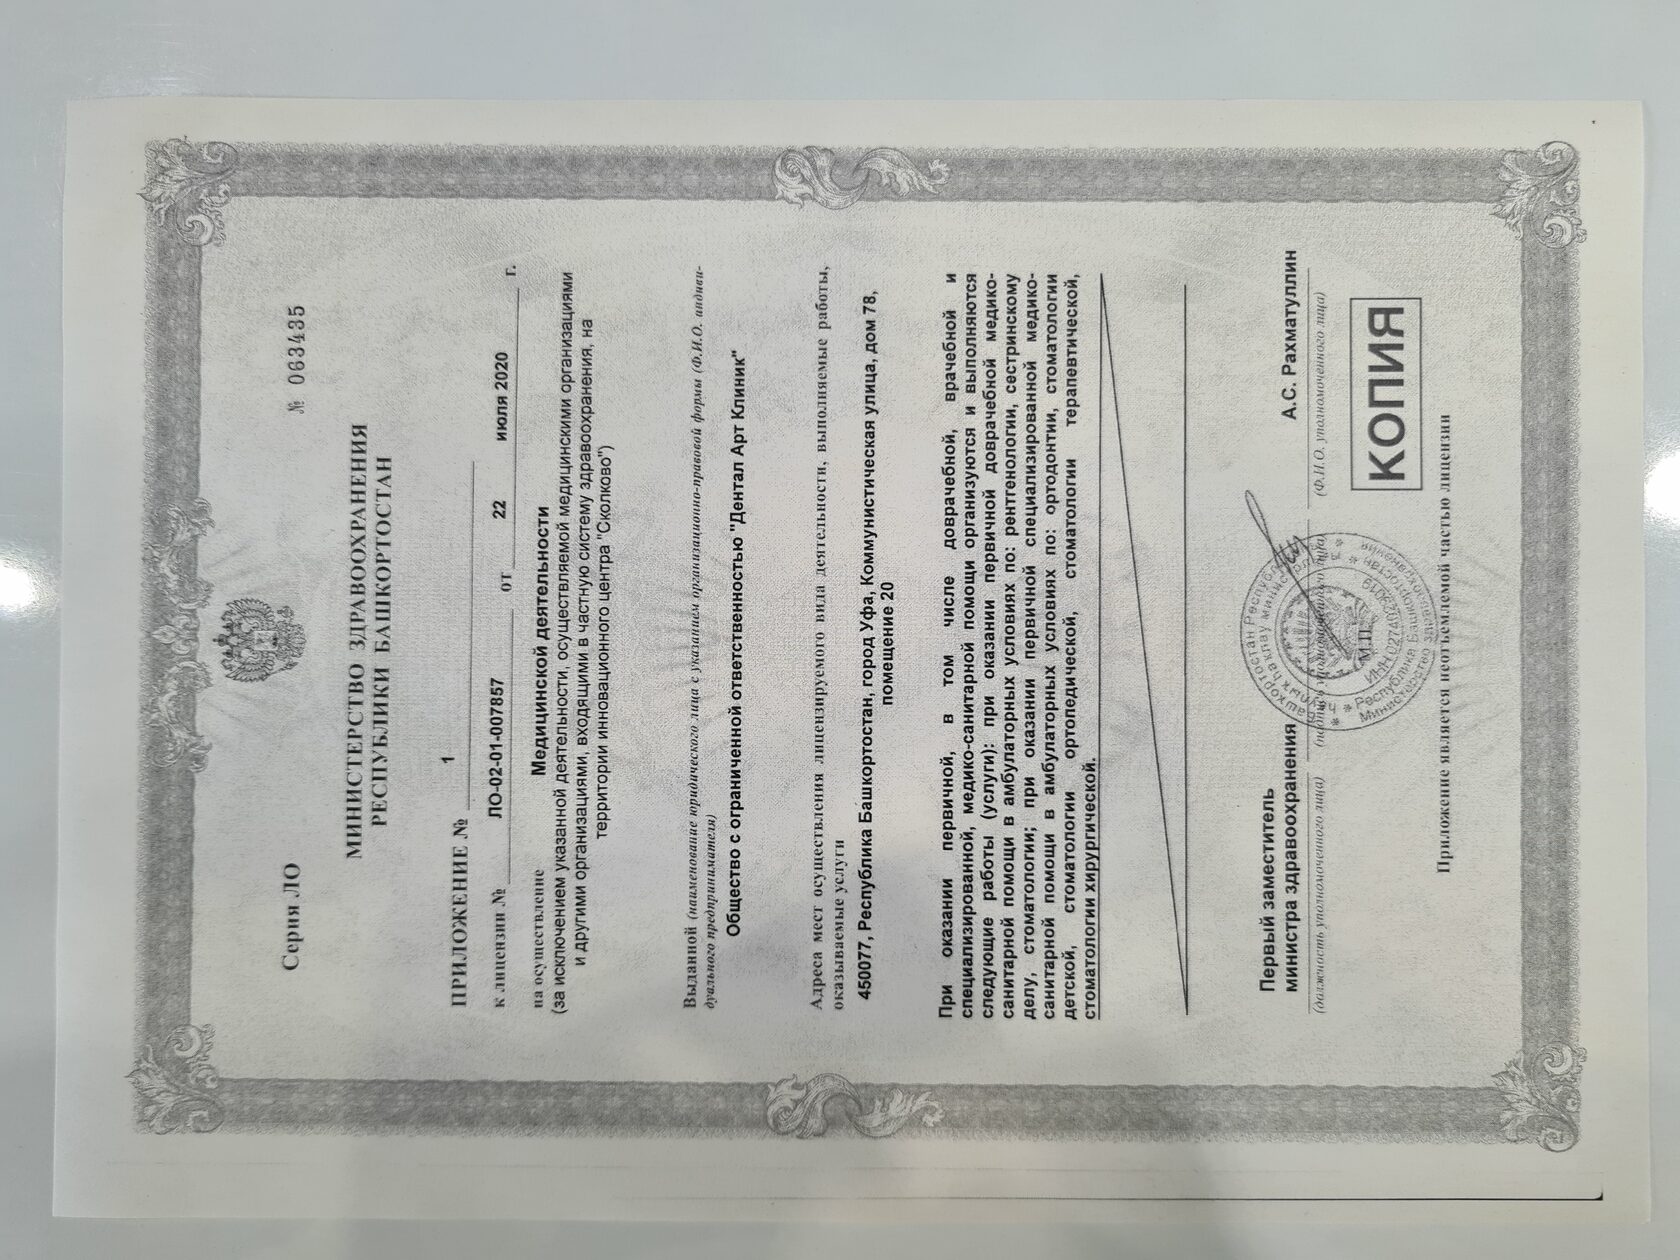 Серия ЛО № 063435
МИНИСТЕРСТВО ЗДРАВООХРАНЕНИЯ
РЕСПУБЛИКИ БАШКОРТОСТАН
ПРИЛОЖЕНИЕ № 1
к лицензии № ЛО-02-01-007857 от 22 июля 2020 г.
на осуществление Медицинской деятельности
(за исключением указанной деятельности, осуществляемой медицинскими организациями
и другими организациями, входящими в частную систему здравоохранения, на
территории инновационного центра "Сколково")
Выданной (наименование юридического лица с указанием организационно-правовой формы (Ф.И.О. индиви-
дуального предпринимателя)
Общество с ограниченной ответственностью "Дентал Арт Клиник"
Адреса мест осуществления лицензируемого вида деятельности, выполняемые работы,
оказываемые услуги
450077, Республика Башкортостан, город Уфа, Коммунистическая улица, дом 78,
помещение 20
При оказании первичной, в том числе доврачебной, врачебной и
специализированной, медико-санитарной помощи организуются и выполняются
следующие работы (услуги): при оказании первичной доврачебной медико-
санитарной помощи в амбулаторных условиях по: рентгенологии, сестринскому
делу, стоматологии; при оказании первичной специализированной медико-
санитарной помощи в амбулаторных условиях по: ортодонтии, стоматологии
детской, стоматологии ортопедической, стоматологии терапевтической,
стоматологии хирургической.
Первый заместитель
министра здравоохранения А.С. Рахматуллин
(должность уполномоченного лица) (Ф.И.О. уполномоченного лица)
М.П.
Министерство здравоохранения
Республика Башкортостан
КОПИЯ
Приложение является неотъемлемой частью лицензии